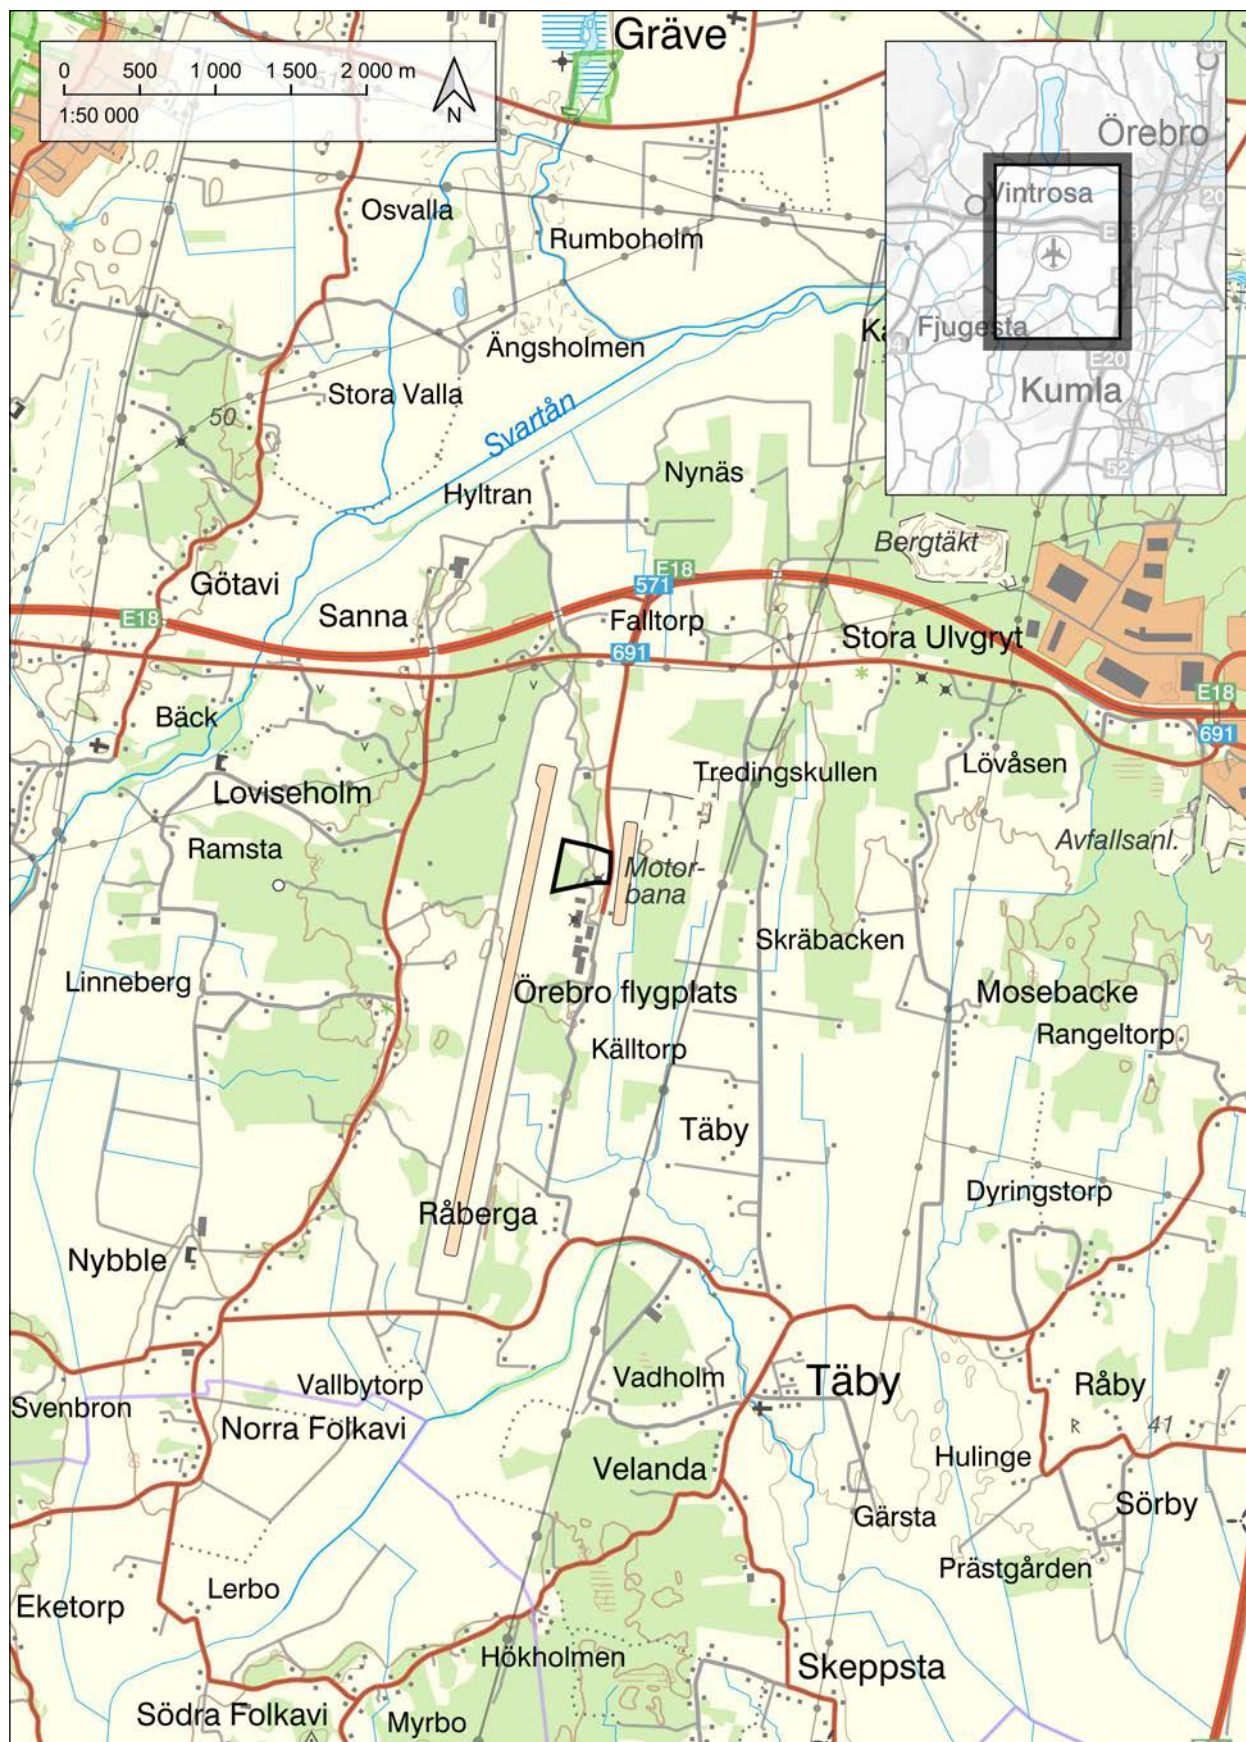 Gräve
0 500 1 000 1 500 2 000 m
1:50 000
N
Örebro
Vintrosa
20
E18
Fjugesta
E20
Kumla
52
Osvalla
Rumboholm
Ängsholmen
Stora Valla
50
Svartån
Hyltran
Nynäs
Bergtäkt
Götavi
E18
571
E18
Sanna
Falltorp
691
Stora Ulvgryt
E18
691
Bäck
Tredingskullen
Lövåsen
Loviseholm
Ramsta
Avfallsanl.
Motor-
bana
Skräbacken
Linneberg
Örebro flygplats
Mosebacke
Rangeltorp
Källtorp
Täby
Dyringstorp
Råberga
Nybble
Vallbytorp
Vadholm
Täby
Råby
Svenbron
Norra Folkavi
R
41
Hulinge
Velanda
Sörby
Gärsta
Prästgården
Lerbo
Eketorp
Hökholmen
Skeppsta
Södra Folkavi
Myrbo